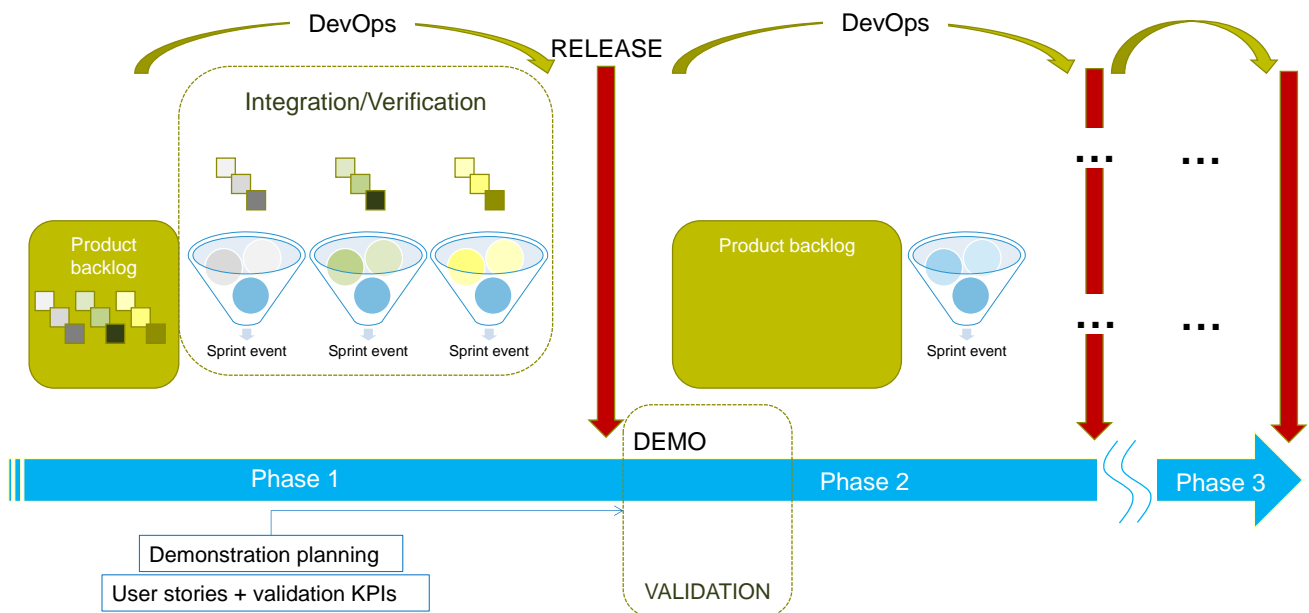 DevOps
DevOps
RELEASE
Integration/Verification
...
...
Product
backlog
Product backlog
Sprint event
Sprint event
Sprint event
Sprint event
...
...
DEMO
Phase 1
Phase 2
Phase 3
Demonstration planning
User stories + validation KPIs
VALIDATION